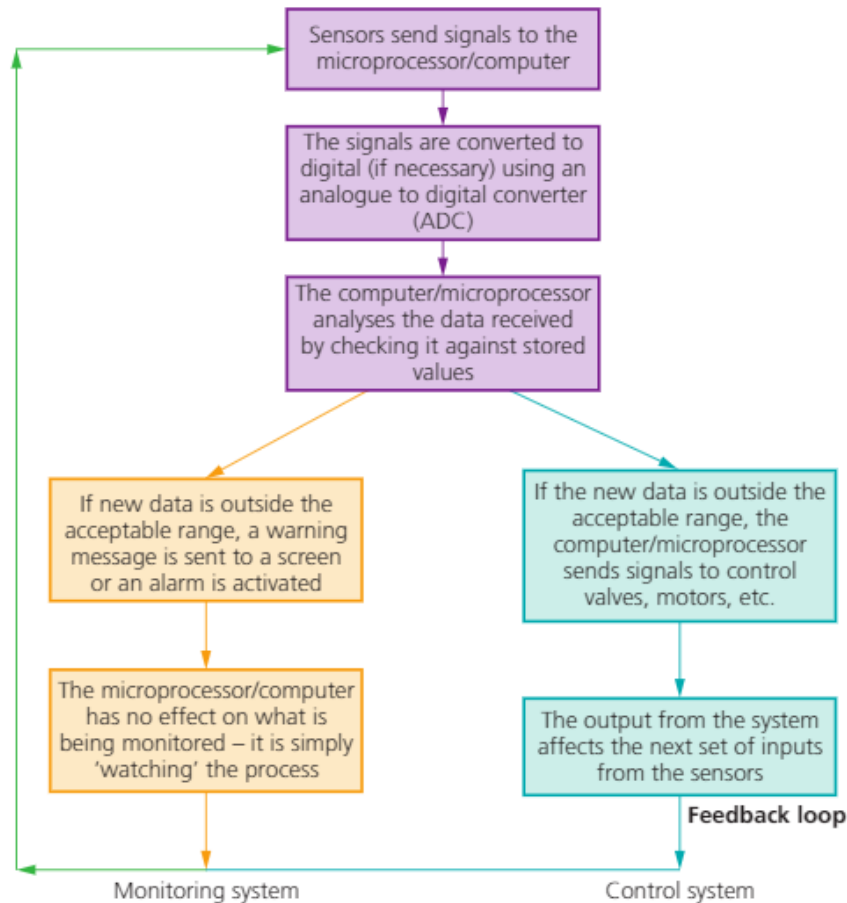 Sensors send signals to the
microprocessor/computer
The signals are converted to
digital (if necessary) using an
analogue to digital converter
(ADC)
The computer/microprocessor
analyses the data received
by checking it against stored
values
If new data is outside the
acceptable range, a warning
message is sent to a screen
or an alarm is activated
The microprocessor/computer
has no effect on what is
being monitored – it is simply
‘watching’ the process
If the new data is outside the
acceptable range, the
computer/microprocessor
sends signals to control
valves, motors, etc.
The output from the system
affects the next set of inputs
from the sensors
Feedback loop
Monitoring system
Control system